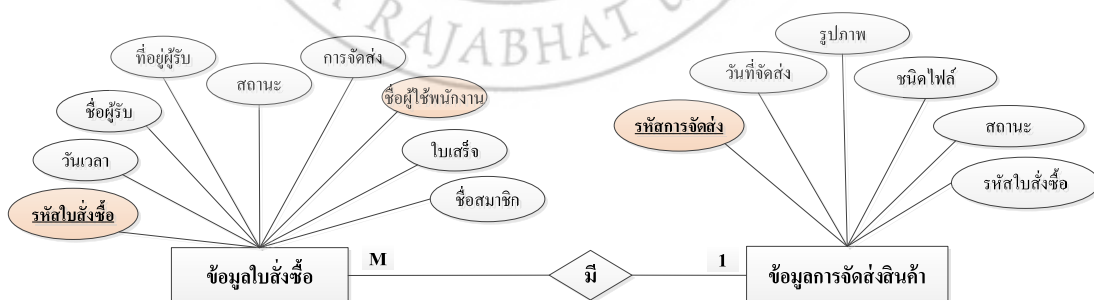 RAJABHAT U
ที่อยู่ผู้รับ
สถานะ
การจัดส่ง
ชื่อผู้รับ
ชื่อผู้ใช้พนักงาน
วันเวลา
ใบเสร็จ
รหัสใบสั่งซื้อ
ชื่อสมาชิก
ข้อมูลใบสั่งซื้อ
M
มี
1
รูปภาพ
วันที่จัดส่ง
ชนิดไฟล์
รหัสการจัดส่ง
สถานะ
รหัสใบสั่งซื้อ
ข้อมูลการจัดส่งสินค้า